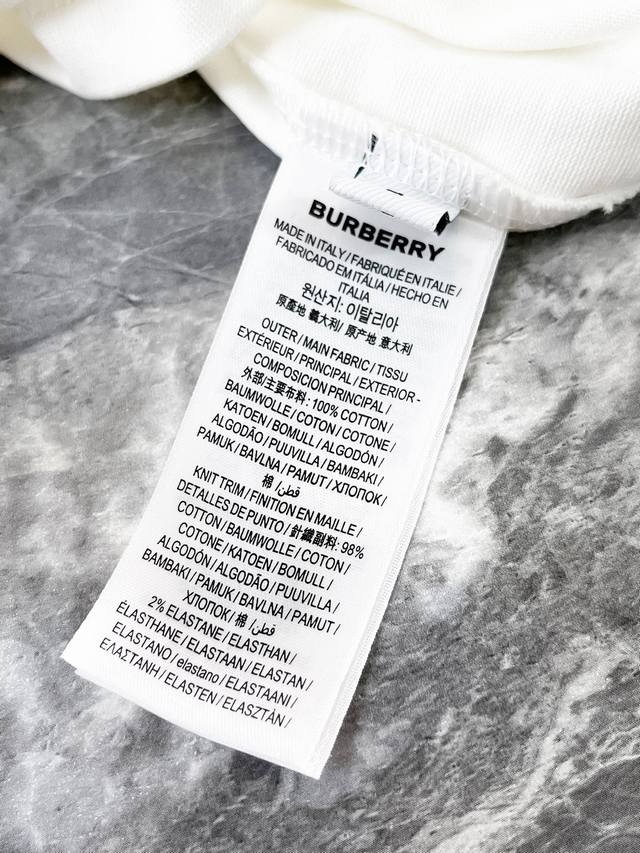 BURBERRY
MADE IN ITALY / FABRIQUÉ EN ITALIE /
FABRICADO EM ITÁLIA / HECHO EN
ITALIA
원산지: 이탈리아
原產地 義大利/ 原产地 意大利
OUTER / MAIN FABRIC / TISSU
EXTÉRIEUR / PRINCIPAL / EXTERIOR -
COMPOSICION PRINCIPAL /
外部/主要布料: 100% COTTON /
BAUMWOLLE / COTON / COTONE /
KATOEN / BOMULL / ALGODÓN /
ALGODÃO / PUUVILLA / BAMBAKI /
PAMUK / BAVLNA / PAMUT / ХЛОПОК /
棉 /قطن/
KNIT TRIM / FINITION EN MAILLE /
DETALLES DE PUNTO / 針織副料: 98%
COTTON / BAUMWOLLE / COTON /
COTONE / KATOEN / BOMULL /
ALGODÓN / ALGODÃO / PUUVILLA /
BAMBAKI / PAMUK / BAVLNA / PAMUT /
ХЛОПОК / 棉 /قطن/
2% ELASTANE / ELASTHAN /
ÉLASTHANE / ELASTAAN / ELASTAN /
ELASTANO / elastano / ELASTAANI /
ΕΛΑΣΤΑΝΗ / ELASTEN / ELASZTÁN /